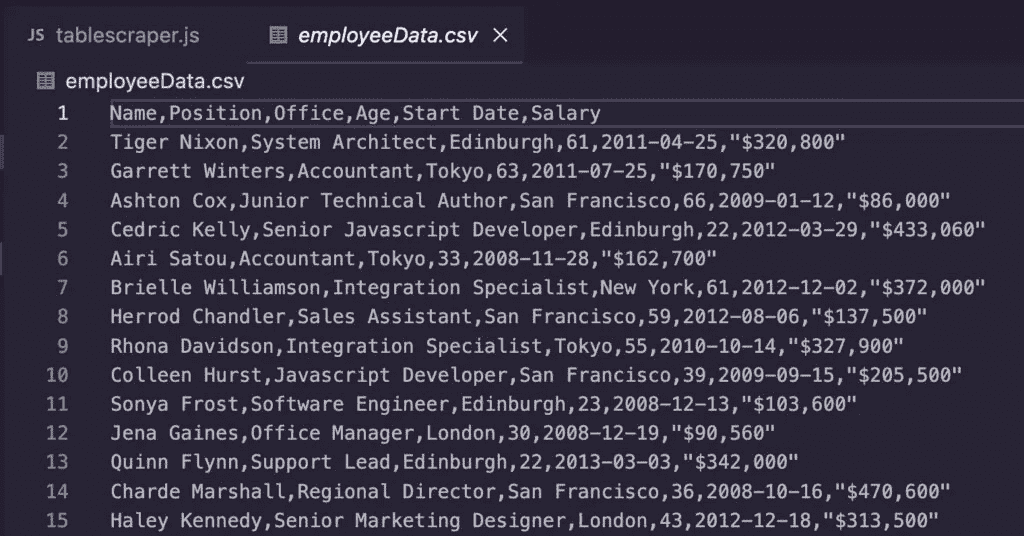 JS tablescraper.js employeeData.csv ×
employeeData.csv
1 Name,Position,Office,Age,Start Date,Salary
2 Tiger Nixon,System Architect,Edinburgh,61,2011-04-25,"$320,800"
3 Garrett Winters,Accountant,Tokyo,63,2011-07-25,"$170,750"
4 Ashton Cox,Junior Technical Author,San Francisco,66,2009-01-12,"$86,000"
5 Cedric Kelly,Senior Javascript Developer,Edinburgh,22,2012-03-29,"$433,060"
6 Airi Satou,Accountant,Tokyo,33,2008-11-28,"$162,700"
7 Brielle Williamson,Integration Specialist,New York,61,2012-12-02,"$372,000"
8 Herrod Chandler,Sales Assistant,San Francisco,59,2012-08-06,"$137,500"
9 Rhona Davidson,Integration Specialist,Tokyo,55,2010-10-14,"$327,900"
10 Colleen Hurst,Javascript Developer,San Francisco,39,2009-09-15,"$205,500"
11 Sonya Frost,Software Engineer,Edinburgh,23,2008-12-13,"$103,600"
12 Jena Gaines,Office Manager,London,30,2008-12-19,"$90,560"
13 Quinn Flynn,Support Lead,Edinburgh,22,2013-03-03,"$342,000"
14 Charde Marshall,Regional Director,San Francisco,36,2008-10-16,"$470,600"
15 Haley Kennedy,Senior Marketing Designer,London,43,2012-12-18,"$313,500"